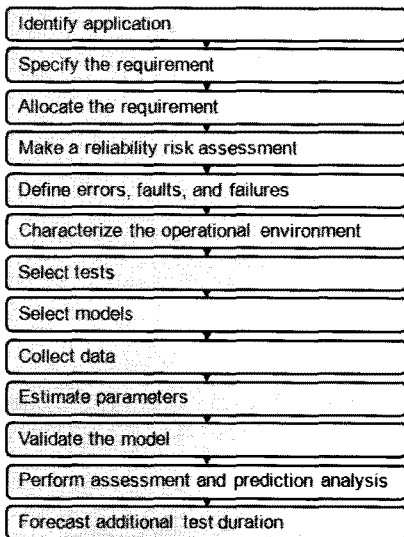 Identify application
Specify the requirement
Allocate the requirement
Make a reliability risk assessment
Define errors, faults, and failures
Characterize the operational environment
Select tests
Select models
Collect data
Estimate parameters
Validate the model
Perform assessment and prediction analysis
Forecast additional test duration